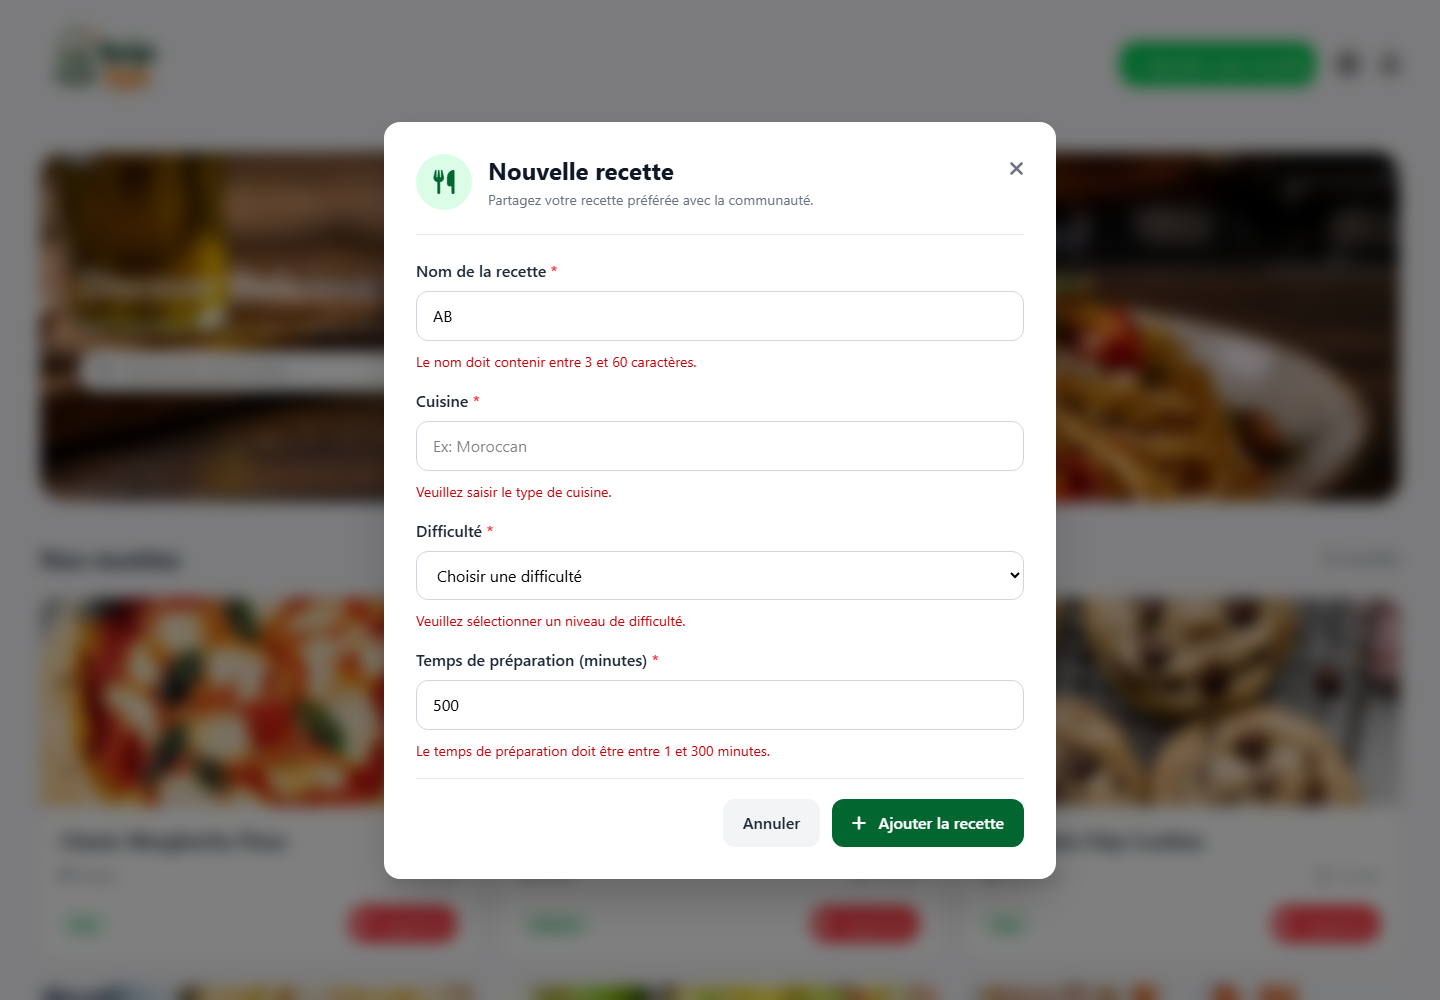 Nouvelle recette
Partagez votre recette préférée avec la communauté.
Nom de la recette *
AB
Le nom doit contenir entre 3 et 60 caractères.
Cuisine *
Ex: Moroccan
Veuillez saisir le type de cuisine.
Difficulté *
Choisir une difficulté
Veuillez sélectionner un niveau de difficulté.
Temps de préparation (minutes) *
500
Le temps de préparation doit être entre 1 et 300 minutes.
Annuler
Ajouter la recette
Nos recettes